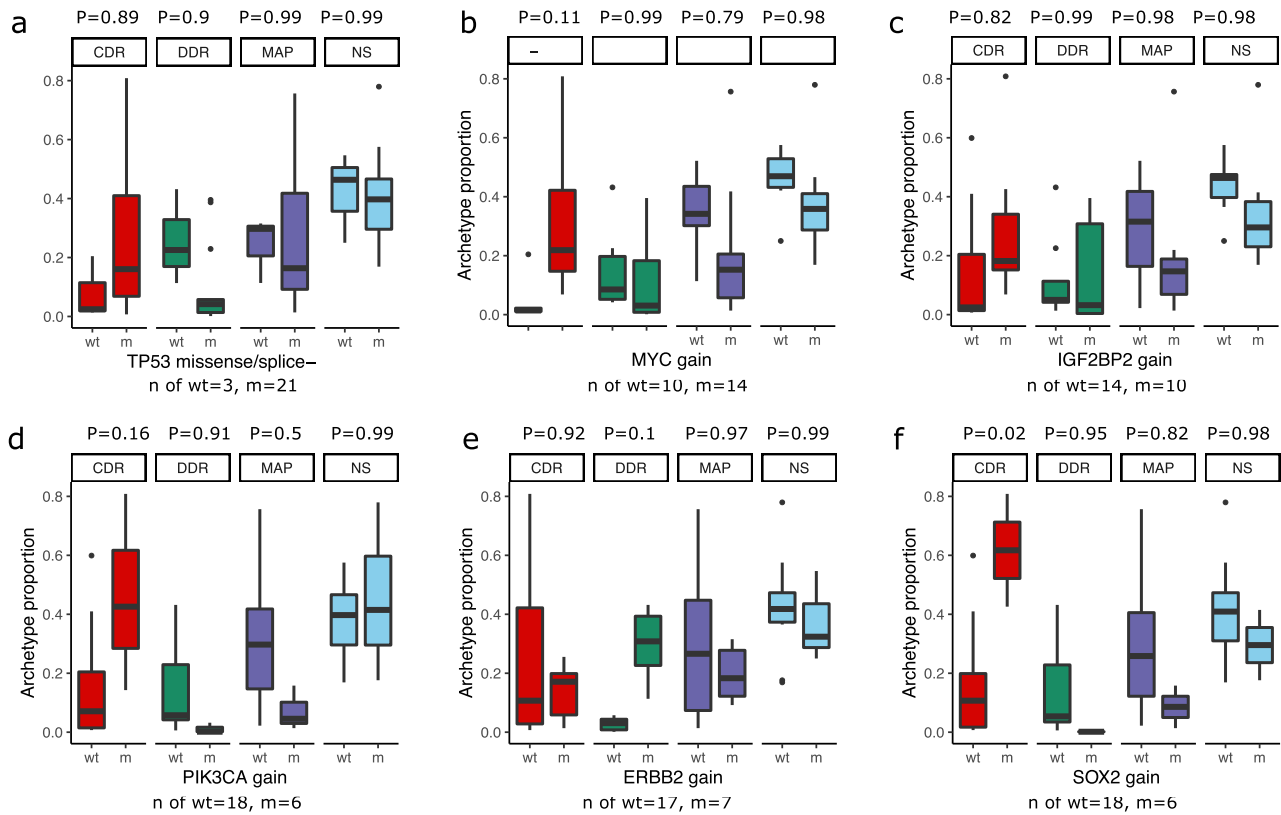 a
P=0.89 P=0.9 P=0.99 P=0.99
CDR DDR MAP NS
Archetype proportion
0.8
0.6
0.4
0.2
0.0
wt m wt m wt m wt m
TP53 missense/splice–
n of wt=3, m=21
b
P=0.11 P=0.99 P=0.79 P=0.98
–
Archetype proportion
0.8
0.6
0.4
0.2
0.0
wt m wt m wt m wt m
MYC gain
n of wt=10, m=14
c
P=0.82 P=0.99 P=0.98 P=0.98
CDR DDR MAP NS
Archetype proportion
0.8
0.6
0.4
0.2
0.0
wt m wt m wt m wt m
IGF2BP2 gain
n of wt=14, m=10
d
P=0.16 P=0.91 P=0.5 P=0.99
CDR DDR MAP NS
Archetype proportion
0.8
0.6
0.4
0.2
0.0
wt m wt m wt m wt m
PIK3CA gain
n of wt=18, m=6
e
P=0.92 P=0.1 P=0.97 P=0.99
CDR DDR MAP NS
Archetype proportion
0.8
0.6
0.4
0.2
0.0
wt m wt m wt m wt m
ERBB2 gain
n of wt=17, m=7
f
P=0.02 P=0.95 P=0.82 P=0.98
CDR DDR MAP NS
Archetype proportion
0.8
0.6
0.4
0.2
0.0
wt m wt m wt m wt m
SOX2 gain
n of wt=18, m=6